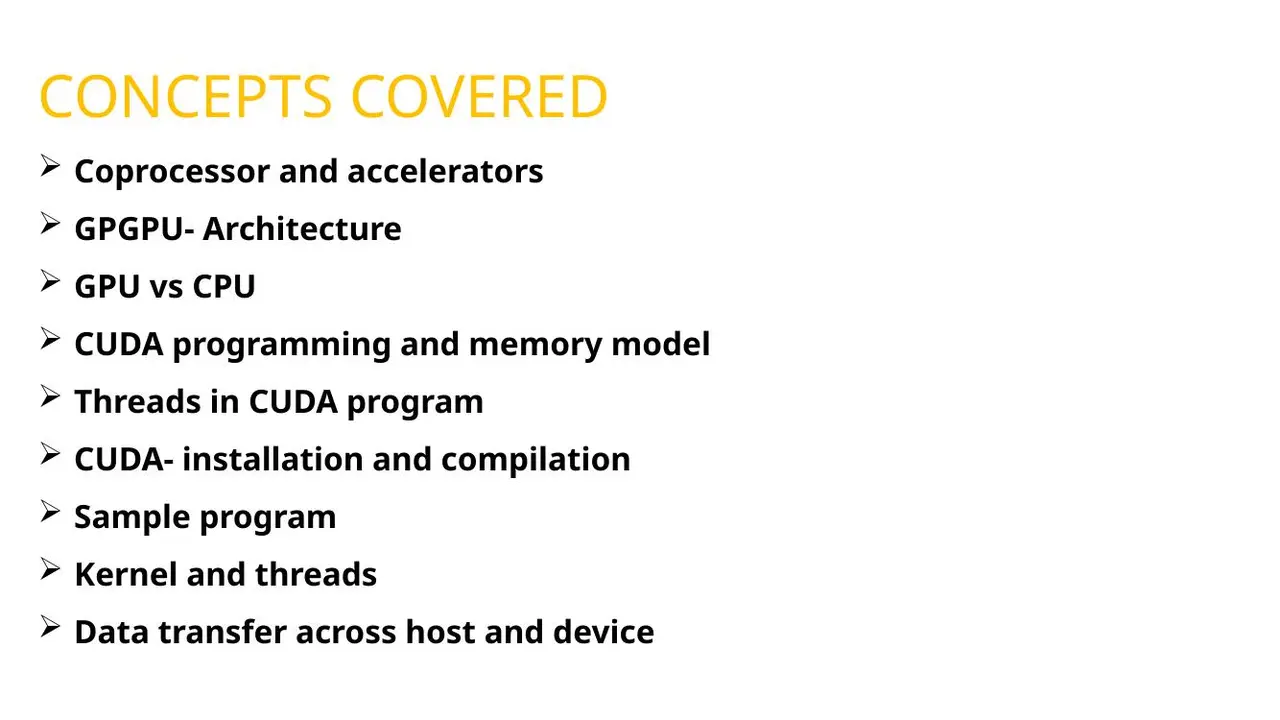 CONCEPTS COVERED
➢ Coprocessor and accelerators
➢ GPGPU- Architecture
➢ GPU vs CPU
➢ CUDA programming and memory model
➢ Threads in CUDA program
➢ CUDA- installation and compilation
➢ Sample program
➢ Kernel and threads
➢ Data transfer across host and device